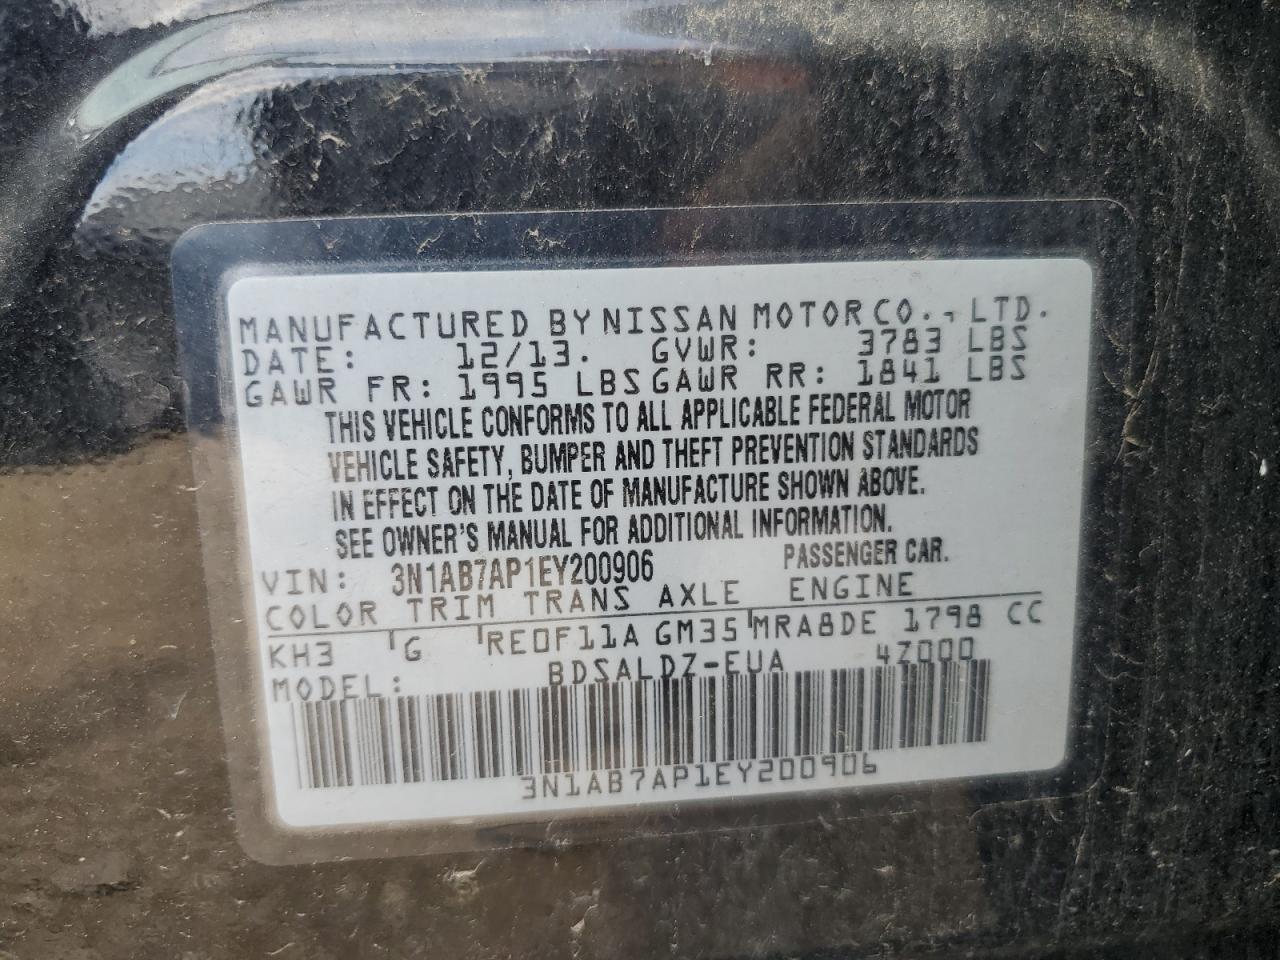 MANUFACTURED BY NISSAN MOTOR CO., LTD.
DATE: 12/13. GVWR: 3783 LBS
GAWR FR: 1995 LBS GAWR RR: 1841 LBS
THIS VEHICLE CONFORMS TO ALL APPLICABLE FEDERAL MOTOR
VEHICLE SAFETY, BUMPER AND THEFT PREVENTION STANDARDS
IN EFFECT ON THE DATE OF MANUFACTURE SHOWN ABOVE.
SEE OWNER'S MANUAL FOR ADDITIONAL INFORMATION.
VIN: 3N1AB7AP1EY200906 PASSENGER CAR.
COLOR TRIM TRANS AXLE ENGINE
KH3 G RE0F11A GM35 MRA8DE 1798 CC
MODEL: BDSALDZ-EUA 4Z000
3N1AB7AP1EY200906